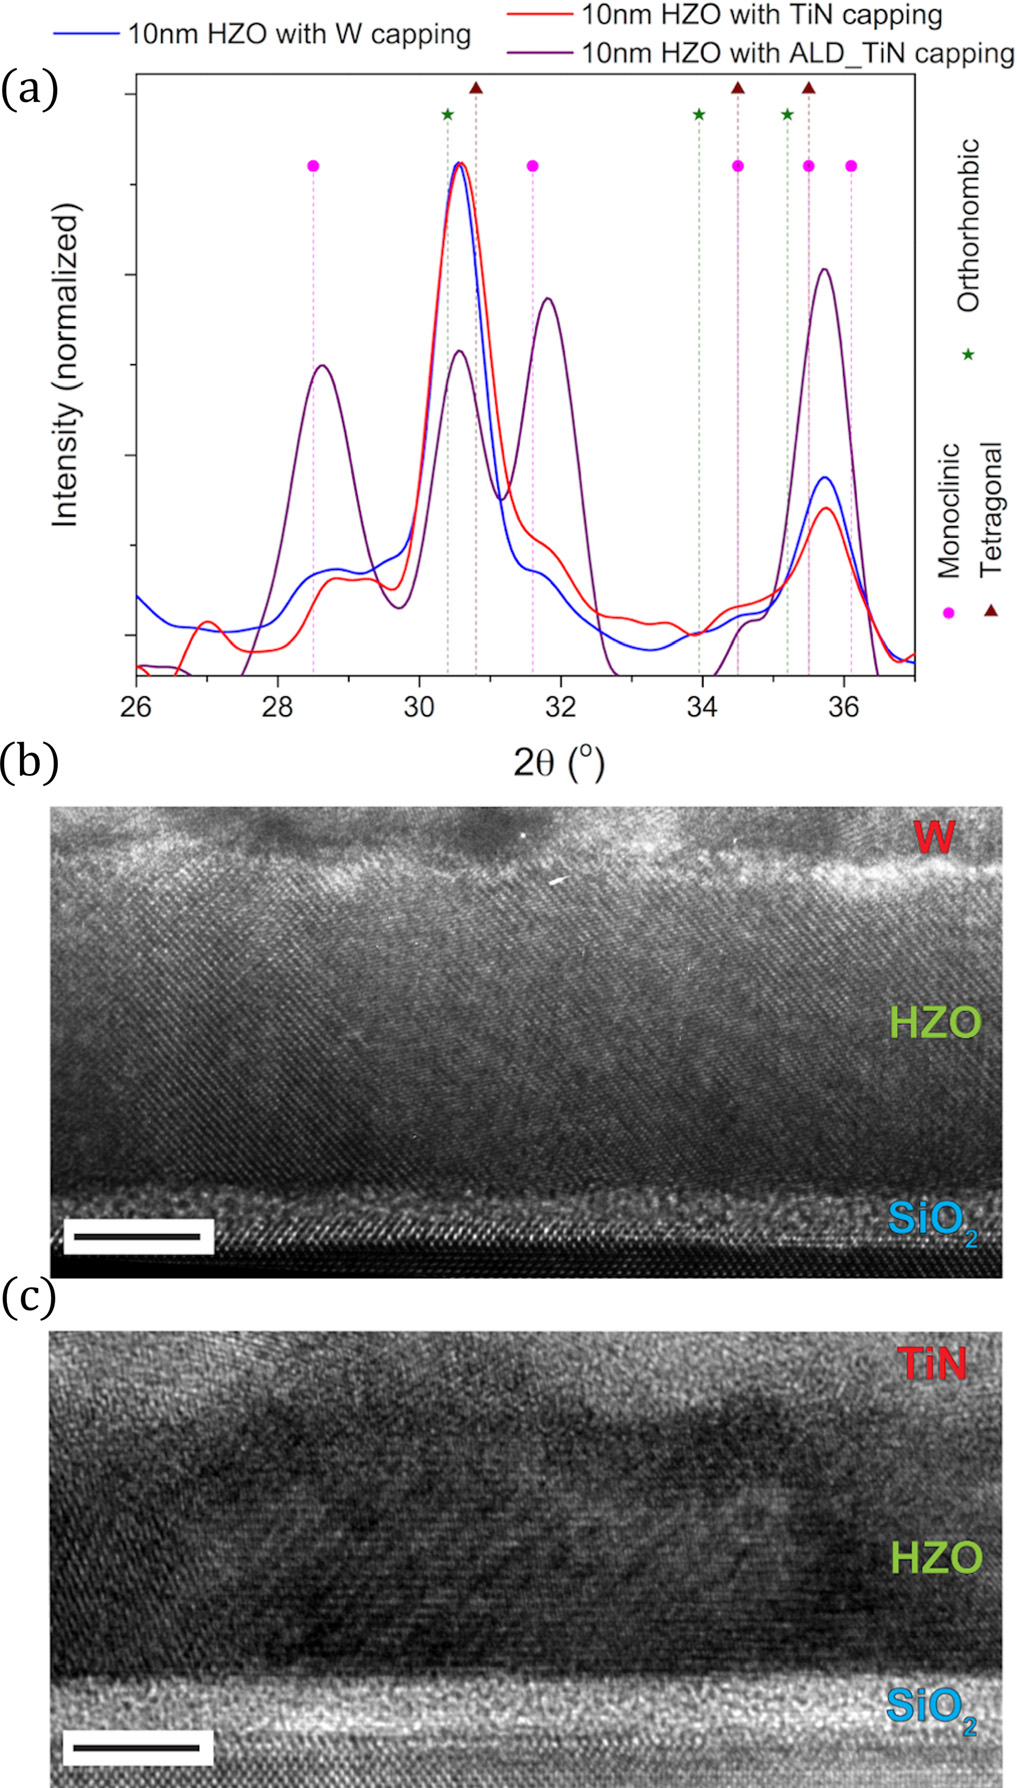 10nm HZO with W capping
10nm HZO with TiN capping
10nm HZO with ALD_TiN capping
(a)
Intensity (normalized)
26 28 30 32 34 36
2θ (°)
Orthorhombic
Monoclinic
Tetragonal
(b)
W
HZO
SiO2
(c)
TiN
HZO
SiO2